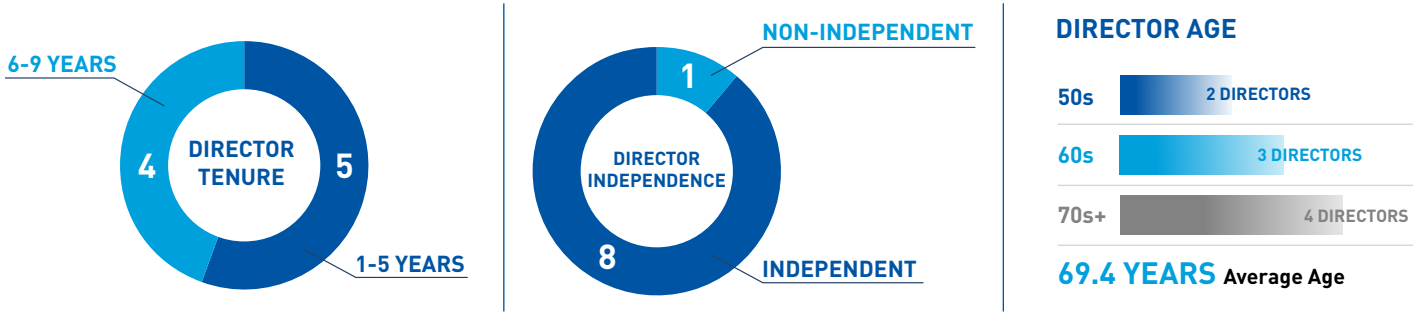 6-9 YEARS
4
DIRECTOR
TENURE
5
1-5 YEARS
NON-INDEPENDENT
1
DIRECTOR
INDEPENDENCE
8
INDEPENDENT
DIRECTOR AGE
50s 2 DIRECTORS
60s 3 DIRECTORS
70s+ 4 DIRECTORS
69.4 YEARS Average Age